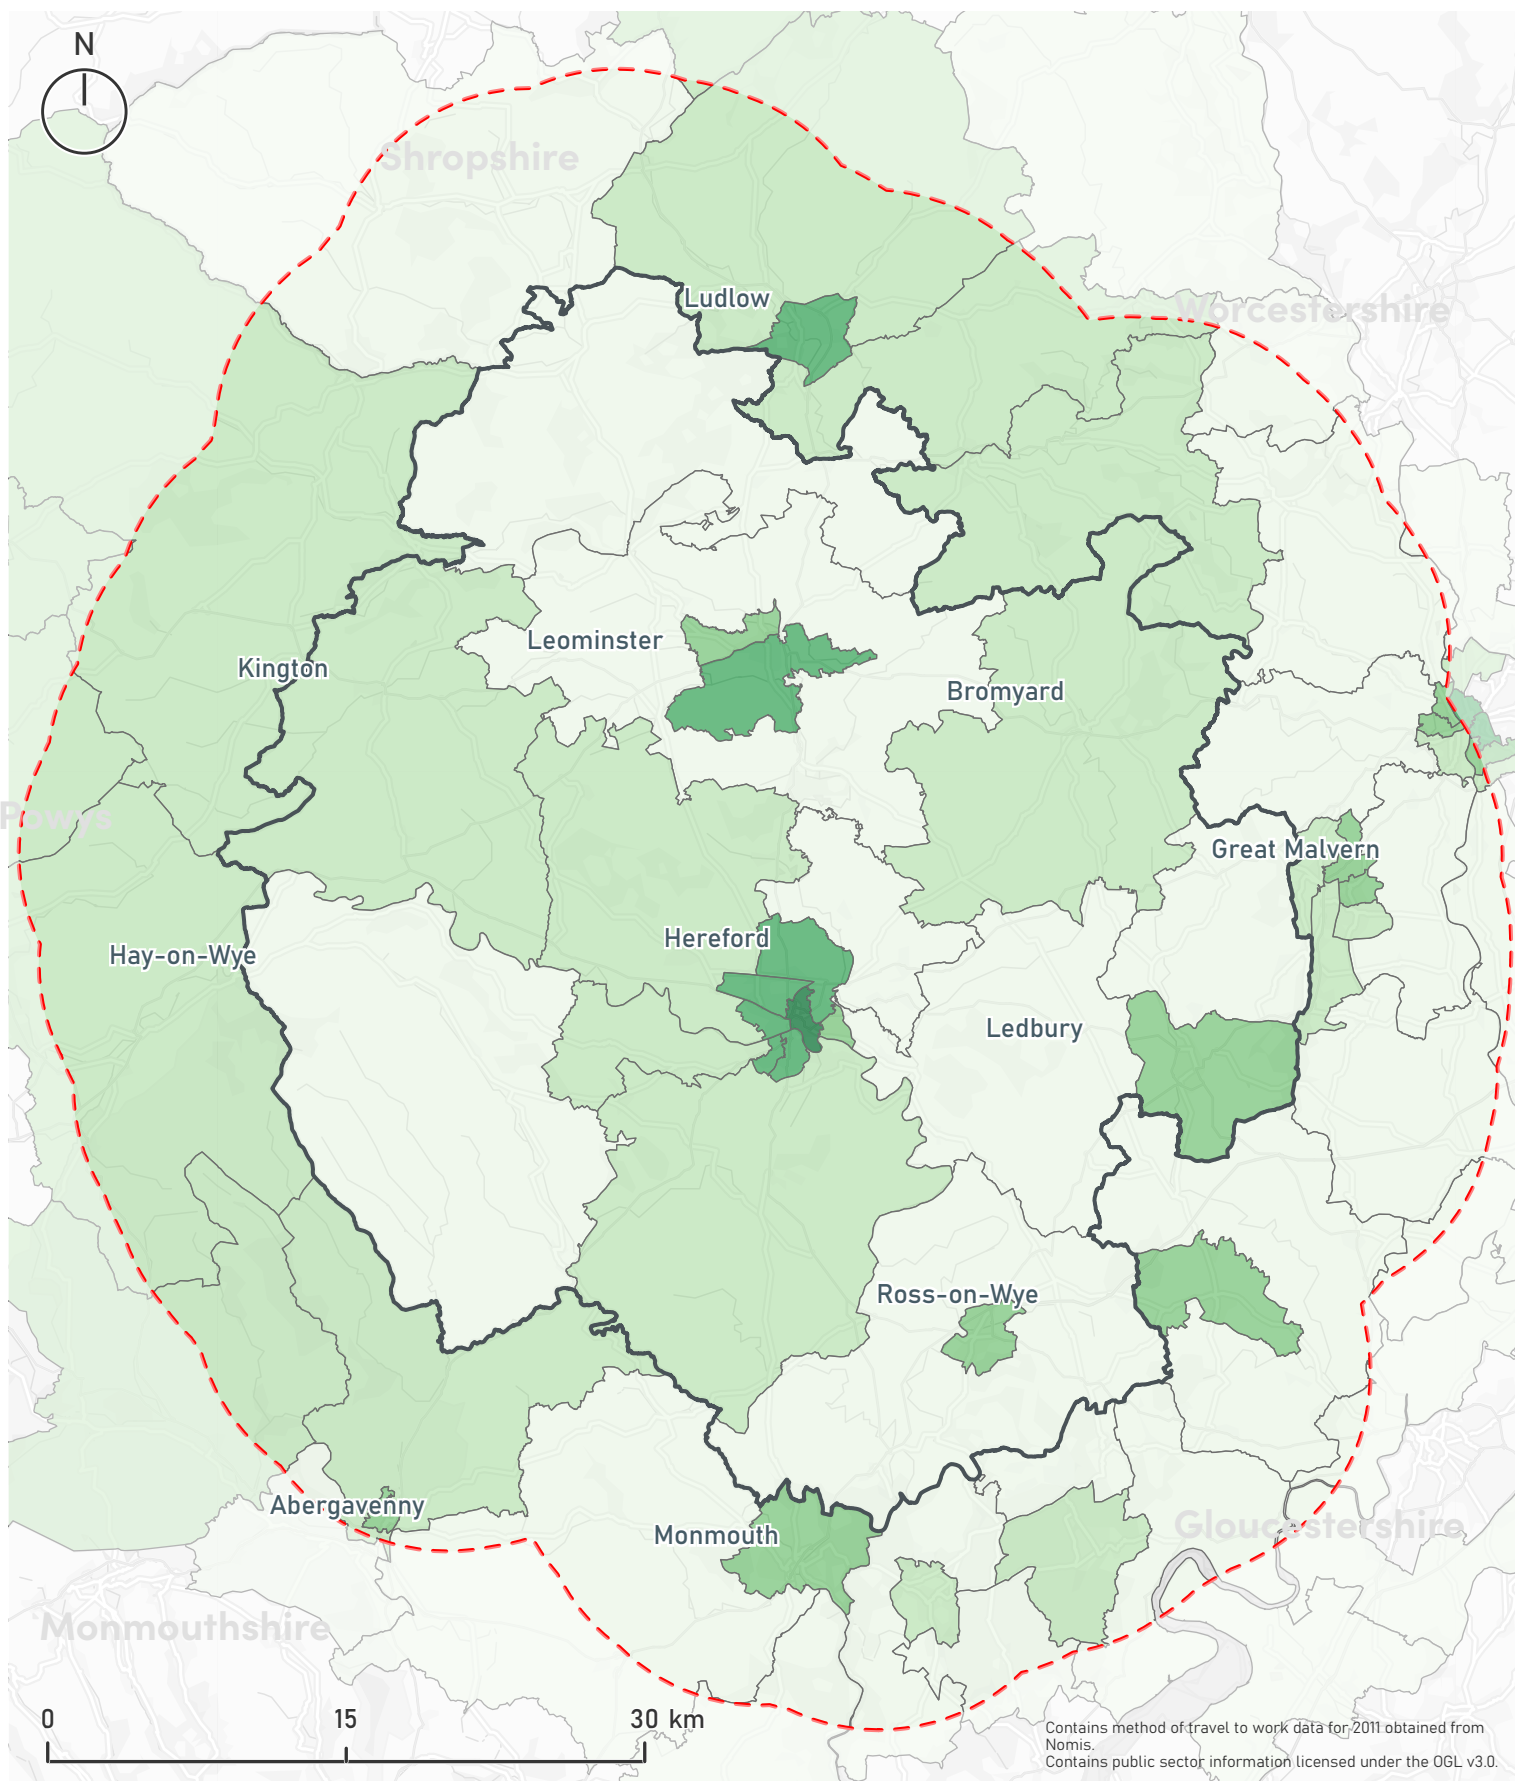 N
Shropshire
Ludlow
Worcestershire
Leominster
Kington
Bromyard
Powys
Great Malvern
Hereford
Hay-on-Wye
Ledbury
Ross-on-Wye
Abergavenny
Monmouth
Gloucestershire
Monmouthshire
0 15 30 km
Contains method of travel to work data for 2011 obtained from
Nomis.
Contains public sector information licensed under the OGL v3.0.